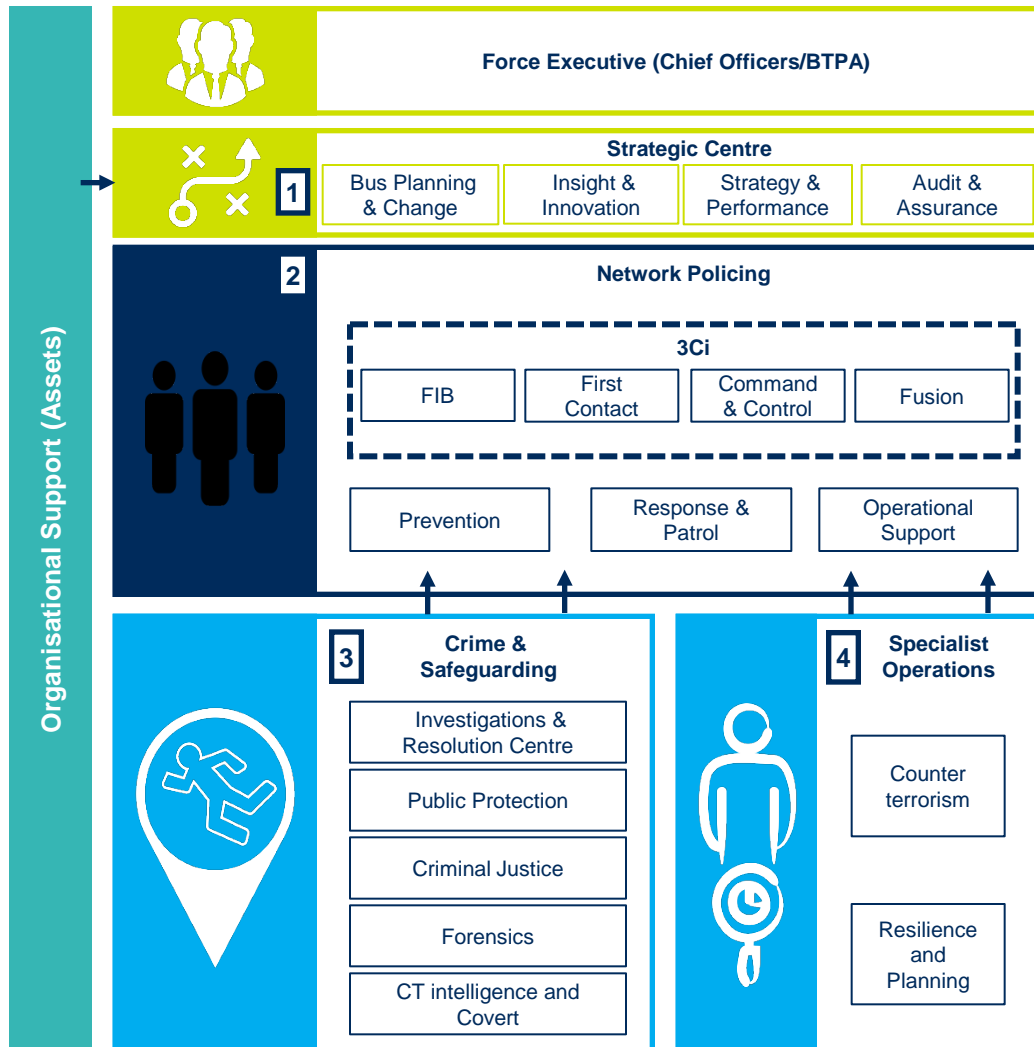 Organisational Support (Assets)
Force Executive (Chief Officers/BTPA)
1
Strategic Centre
Bus Planning
& Change
Insight &
Innovation
Strategy &
Performance
Audit &
Assurance
2
Network Policing
3Ci
FIB
First
Contact
Command
& Control
Fusion
Prevention
Response &
Patrol
Operational
Support
3
Crime &
Safeguarding
Investigations &
Resolution Centre
Public Protection
Criminal Justice
Forensics
CT intelligence and
Covert
4
Specialist
Operations
Counter
terrorism
Resilience
and
Planning